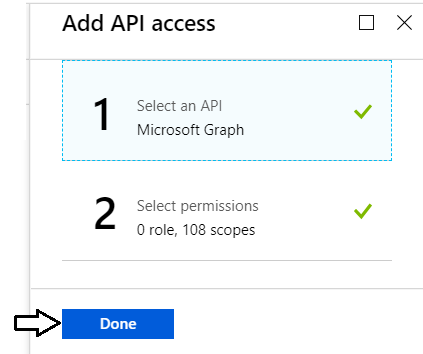 Add API access
1
Select an API
Microsoft Graph
2
Select permissions
0 role, 108 scopes
Done